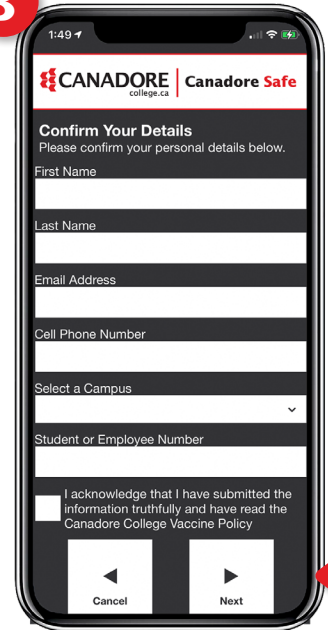 3
1:49
CANADORE
college.ca
Canadore Safe
Confirm Your Details
Please confirm your personal details below.
First Name
Last Name
Email Address
Cell Phone Number
Select a Campus
Student or Employee Number
I acknowledge that I have submitted the
information truthfully and have read the
Canadore College Vaccine Policy
Cancel
Next